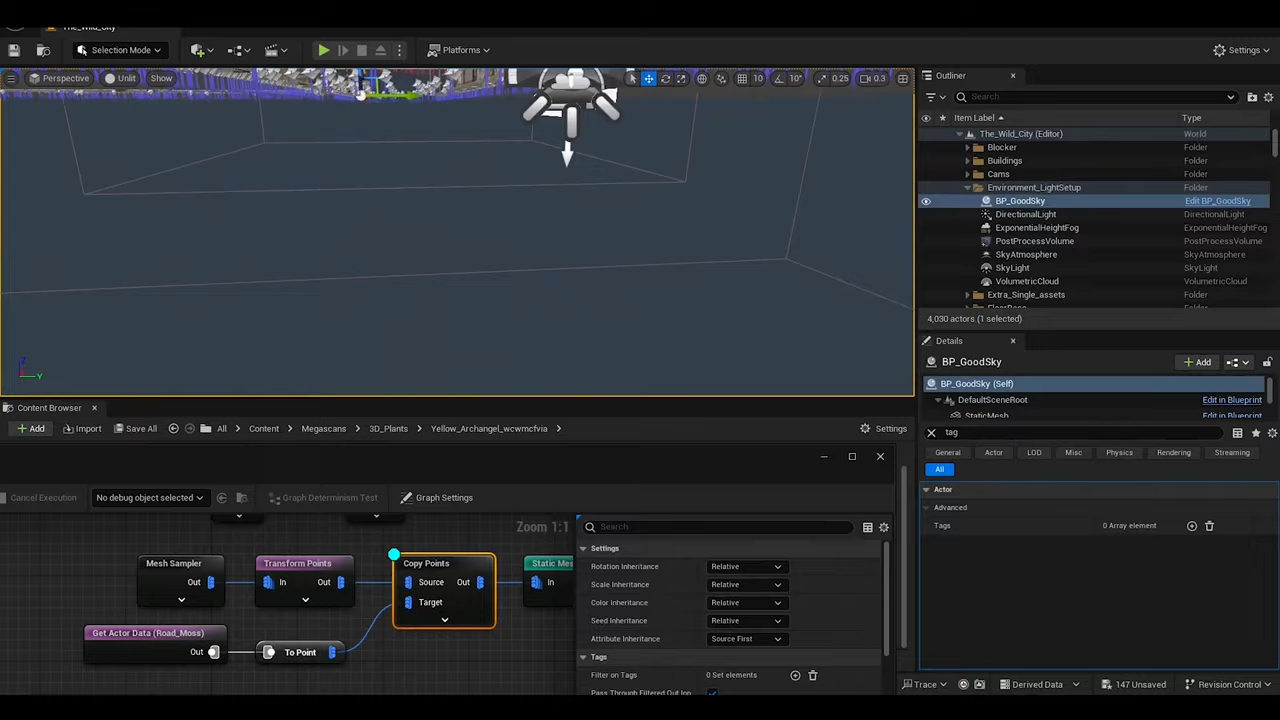 The_Wild_City
Selection Mode
Platforms
Settings
Perspective
Unlit
Show
10
10°
0.25
0.3
Outliner
Search
Item Label
Type
The_Wild_City (Editor)
World
Blocker
Folder
Buildings
Folder
Cams
Folder
Environment_LightSetup
Folder
BP_GoodSky
Edit BP_GoodSky
DirectionalLight
DirectionalLight
ExponentialHeightFog
ExponentialHeightFog
PostProcessVolume
PostProcessVolume
SkyAtmosphere
SkyAtmosphere
SkyLight
SkyLight
VolumetricCloud
VolumetricCloud
Extra_Single_assets
Folder
Folder
4,030 actors (1 selected)
Z
Y
Details
BP_GoodSky
Add
BP_GoodSky (Self)
DefaultSceneRoot
Edit in Blueprint
StaticMesh
Edit in Blueprint
tag
General
Actor
LOD
Misc
Physics
Rendering
Streaming
All
Actor
Advanced
Tags
0 Array element
Content Browser
Add
Import
Save All
All
Content
Megascans
3D_Plants
Yellow_Archangel_wcwmcfvia
Settings
Cancel Execution
No debug object selected
Graph Determinism Test
Graph Settings
Zoom 1:1
Mesh Sampler
Out
Transform Points
In
Out
Copy Points
Source
Out
Target
Static Mes
In
Get Actor Data (Road_Moss)
Out
To Point
Search
Settings
Rotation Inheritance
Relative
Scale Inheritance
Relative
Color Inheritance
Relative
Seed Inheritance
Relative
Attribute Inheritance
Source First
Tags
Filter on Tags
0 Set elements
Pass Through Filtered Out Inp
Trace
Derived Data
147 Unsaved
Revision Control